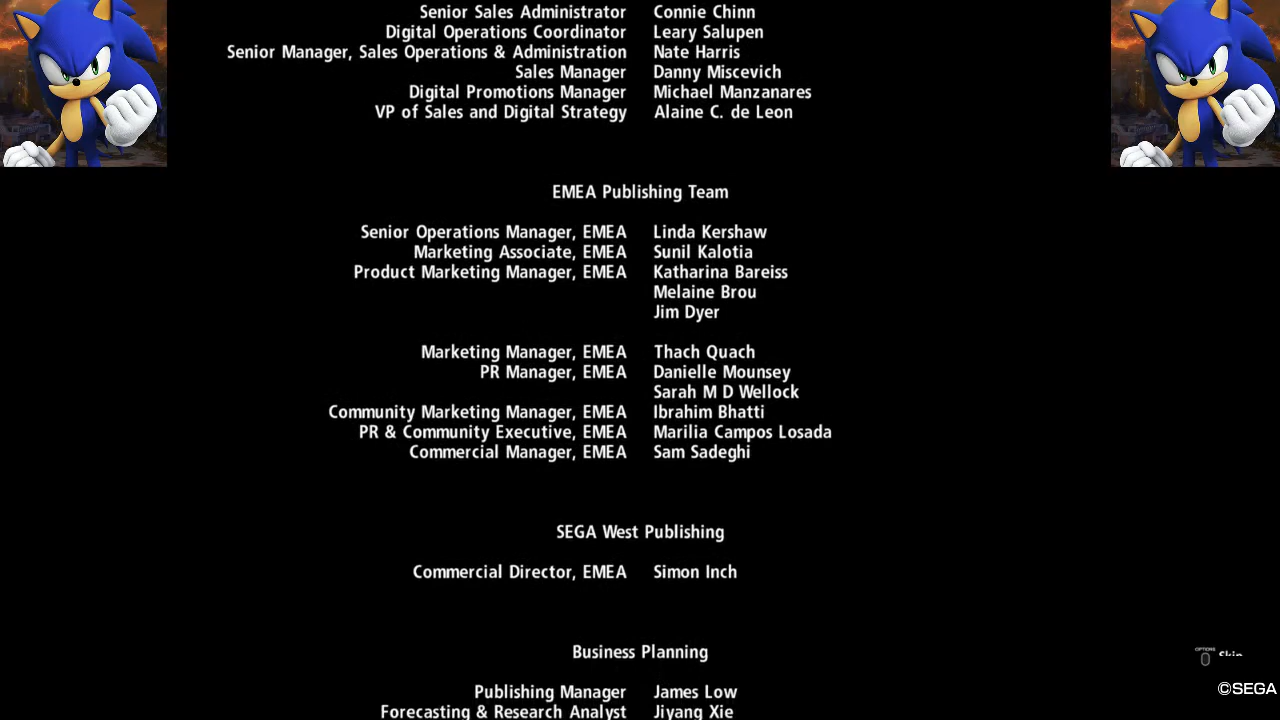 Senior Sales Administrator Connie Chinn
Digital Operations Coordinator Leary Salupen
Senior Manager, Sales Operations & Administration Nate Harris
Sales Manager Danny Miscevich
Digital Promotions Manager Michael Manzanares
VP of Sales and Digital Strategy Alaine C. de Leon
EMEA Publishing Team
Senior Operations Manager, EMEA Linda Kershaw
Marketing Associate, EMEA Sunil Kalotia
Product Marketing Manager, EMEA Katharina Bareiss
Melaine Brou
Jim Dyer
Marketing Manager, EMEA Thach Quach
PR Manager, EMEA Danielle Mounsey
Sarah M D Wellock
Community Marketing Manager, EMEA Ibrahim Bhatti
PR & Community Executive, EMEA Marilia Campos Losada
Commercial Manager, EMEA Sam Sadeghi
SEGA West Publishing
Commercial Director, EMEA Simon Inch
Business Planning
OPTIONS Skip
Publishing Manager James Low
©SEGA
Forecasting & Research Analyst Jiyang Xie